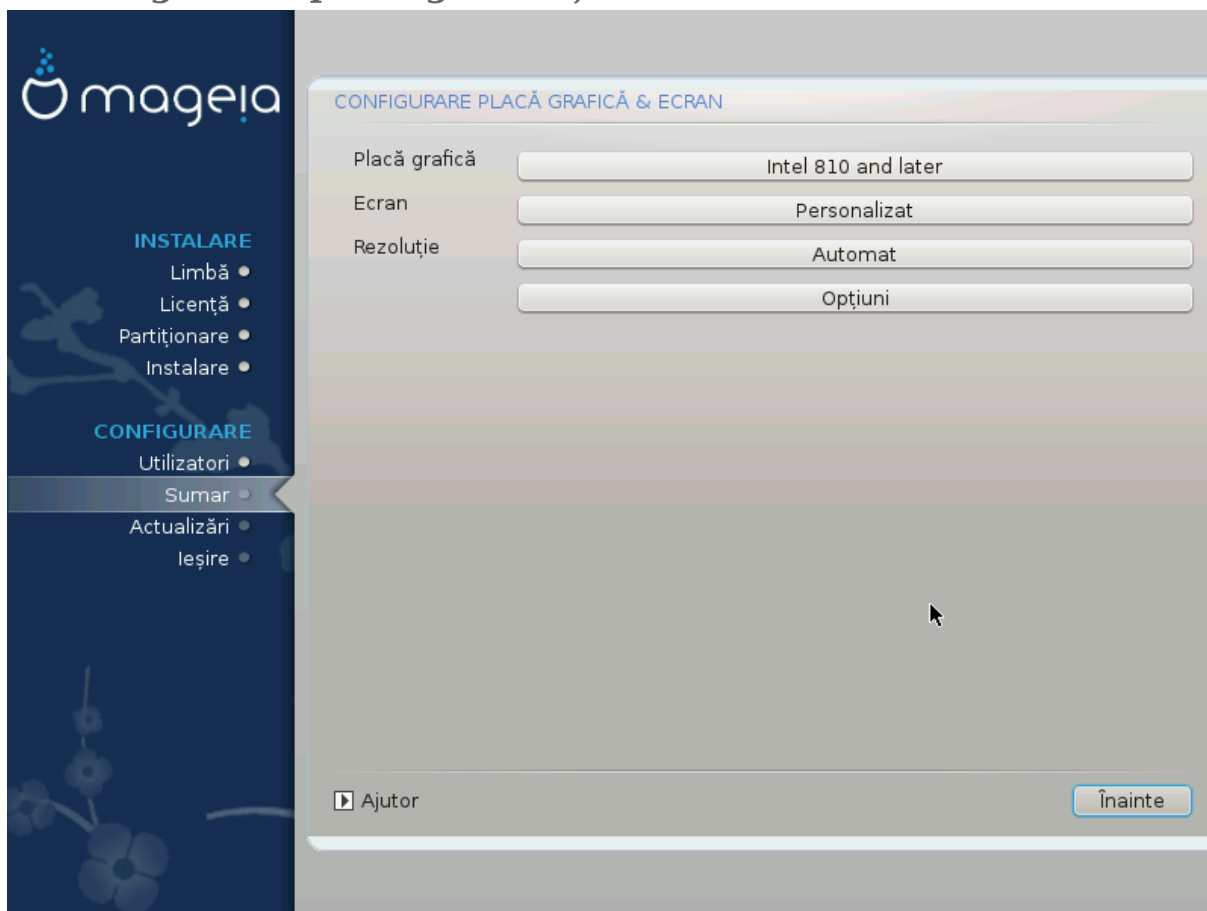 mageia
CONFIGURARE PLACĂ GRAFICĂ & ECRAN
Placă grafică
Intel 810 and later
Ecran
Personalizat
Rezoluție
Automat
Opțiuni
INSTALARE
Limbă
Licență
Partiționare
Instalare
CONFIGURARE
Utilizatori
Sumar
Actualizări
Ieșire
Ajutor
Înainte